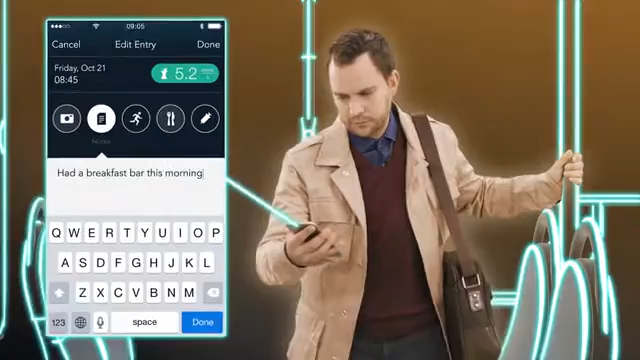 09:05
Cancel Edit Entry Done
Friday, Oct 21
08:45
5.2
Notes
Had a breakfast bar this morning
Q W E R T Y U I O P
A S D F G H J K L
Z X C V B N M
123 space Done